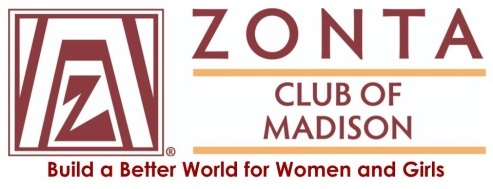 ZONTA
CLUB OF
MADISON
®
Build a Better World for Women and Girls